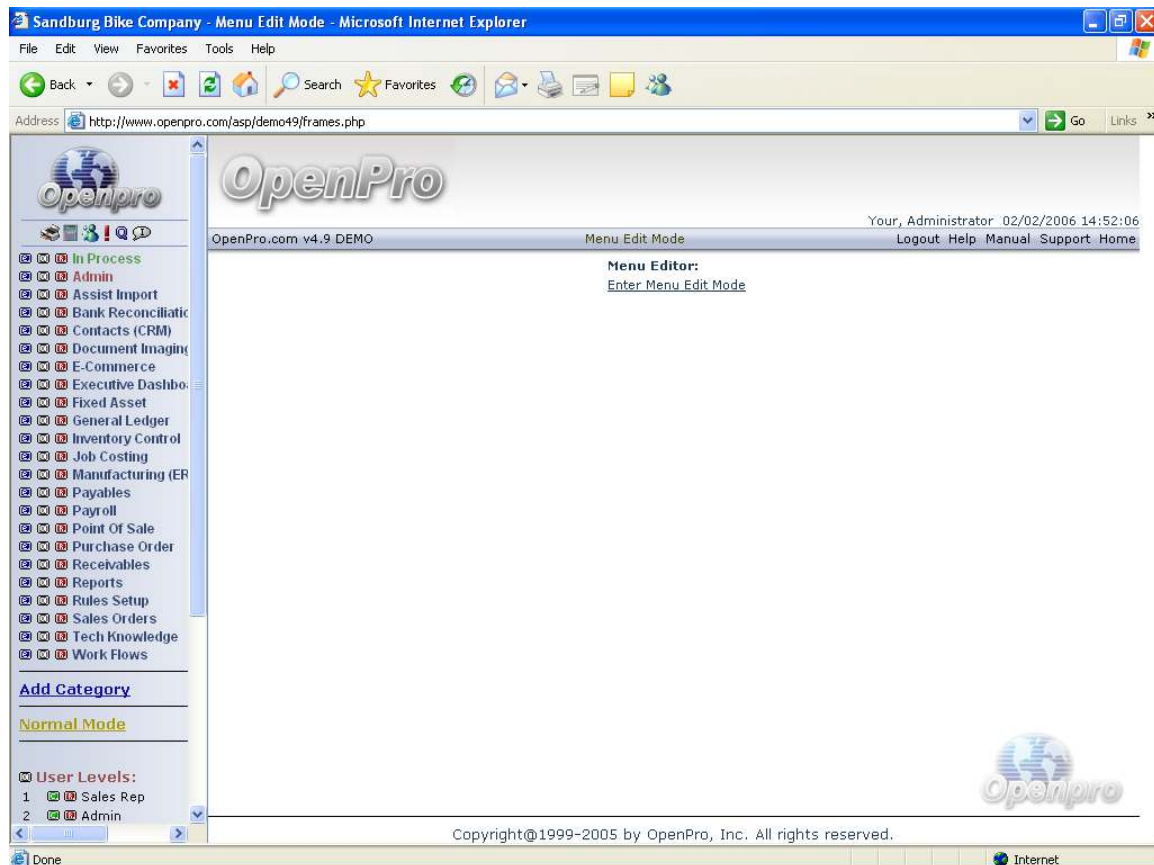 Sandburg Bike Company - Menu Edit Mode - Microsoft Internet Explorer
File Edit View Favorites Tools Help
Back Search Favorites
Address http://www.openpro.com/asp/demo49/frames.php Go Links »
Openpro
OpenPro
Your, Administrator 02/02/2006 14:52:06
OpenPro.com v4.9 DEMO Menu Edit Mode Logout Help Manual Support Home
Menu Editor:
Enter Menu Edit Mode
In Process
Admin
Assist Import
Bank Reconciliatic
Contacts (CRM)
Document Imaging
E-Commerce
Executive Dashbo
Fixed Asset
General Ledger
Inventory Control
Job Costing
Manufacturing (ER
Payables
Payroll
Point Of Sale
Purchase Order
Receivables
Reports
Rules Setup
Sales Orders
Tech Knowledge
Work Flows
Add Category
Normal Mode
User Levels:
1 Sales Rep
2 Admin
Openpro
Copyright@1999-2005 by OpenPro, Inc. All rights reserved.
Done Internet